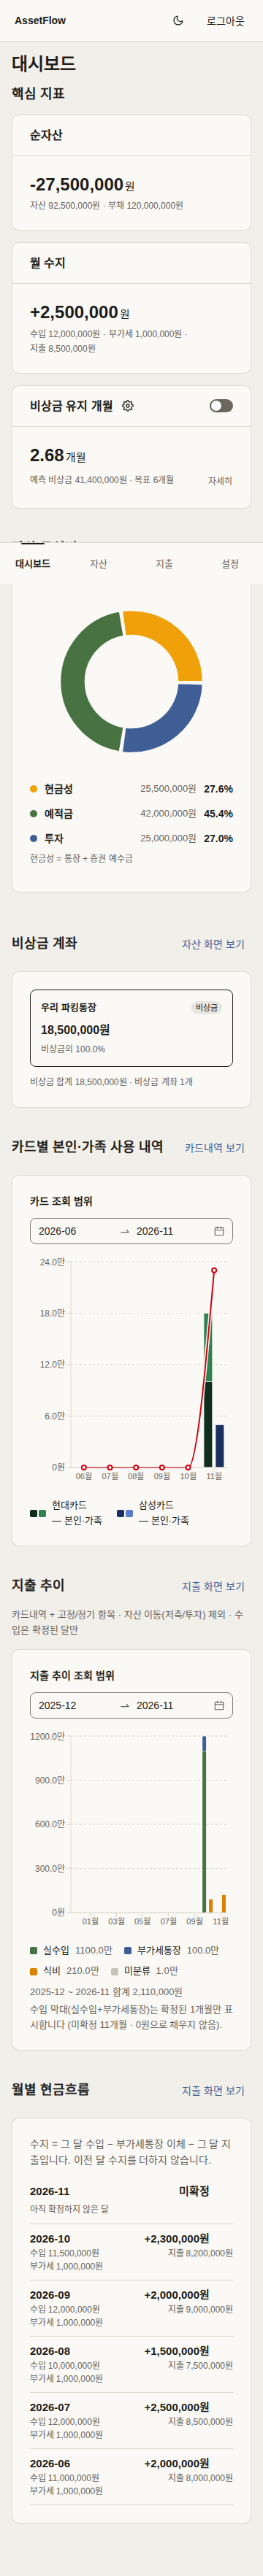 AssetFlow
로그아웃
대시보드
핵심 지표
순자산
-27,500,000원
자산 92,500,000원 · 부채 120,000,000원
월 수지
+2,500,000원
수입 12,000,000원 · 부가세 1,000,000원 ·
지출 8,500,000원
비상금 유지 개월
2.68개월
예측 비상금 41,400,000원 · 목표 6개월
자세히
대시보드
자산
지출
설정
현금성 25,500,000원 27.6%
예적금 42,000,000원 45.4%
투자 25,000,000원 27.0%
현금성 = 통장 + 증권 예수금
비상금 계좌
자산 화면 보기
우리 파킹통장
비상금
18,500,000원
비상금의 100.0%
비상금 합계 18,500,000원 · 비상금 계좌 1개
카드별 본인·가족 사용 내역
카드내역 보기
카드 조회 범위
2026-06
2026-11
24.0만
18.0만
12.0만
6.0만
0원
06월 07월 08월 09월 10월 11월
현대카드
— 본인·가족
삼성카드
— 본인·가족
지출 추이
지출 화면 보기
카드내역 + 고정/정기 항목 · 자산 이동(저축/투자) 제외 · 수
입은 확정된 달만
지출 추이 조회 범위
2025-12
2026-11
1200.0만
900.0만
600.0만
300.0만
0원
01월 03월 05월 07월 09월 11월
실수입 1100.0만
부가세통장 100.0만
식비 210.0만
미분류 1.0만
2025-12 ~ 2026-11 합계 2,110,000원
수입 막대(실수입+부가세통장)는 확정된 1개월만 표
시합니다 (미확정 11개월 · 0원으로 채우지 않음).
월별 현금흐름
지출 화면 보기
수지 = 그 달 수입 − 부가세통장 이체 − 그 달 지
출입니다. 이전 달 수지를 더하지 않습니다.
2026-11
미확정
아직 확정하지 않은 달
2026-10
+2,300,000원
수입 11,500,000원
지출 8,200,000원
부가세 1,000,000원
2026-09
+2,000,000원
수입 12,000,000원
지출 9,000,000원
부가세 1,000,000원
2026-08
+1,500,000원
수입 10,000,000원
지출 7,500,000원
부가세 1,000,000원
2026-07
+2,500,000원
수입 12,000,000원
지출 8,500,000원
부가세 1,000,000원
2026-06
+2,000,000원
수입 11,000,000원
지출 8,000,000원
부가세 1,000,000원